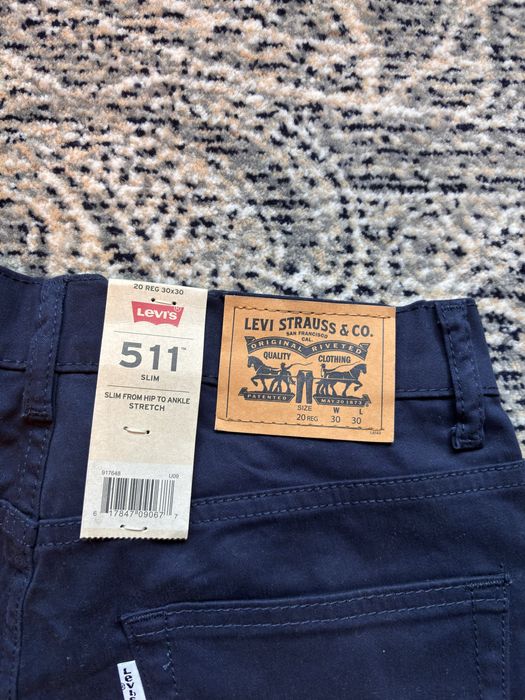 20 REG 30X30
Levi's
511™
SLIM
SLIM FROM HIP TO ANKLE
STRETCH
917648 U09
6 17847 09067 7
LEVI STRAUSS & CO.
SAN FRANCISCO
CAL.
ORIGINAL RIVETED
QUALITY CLOTHING
PATENTED MAY 20 1873
SIZE W L
20 REG 30 30
Levi's